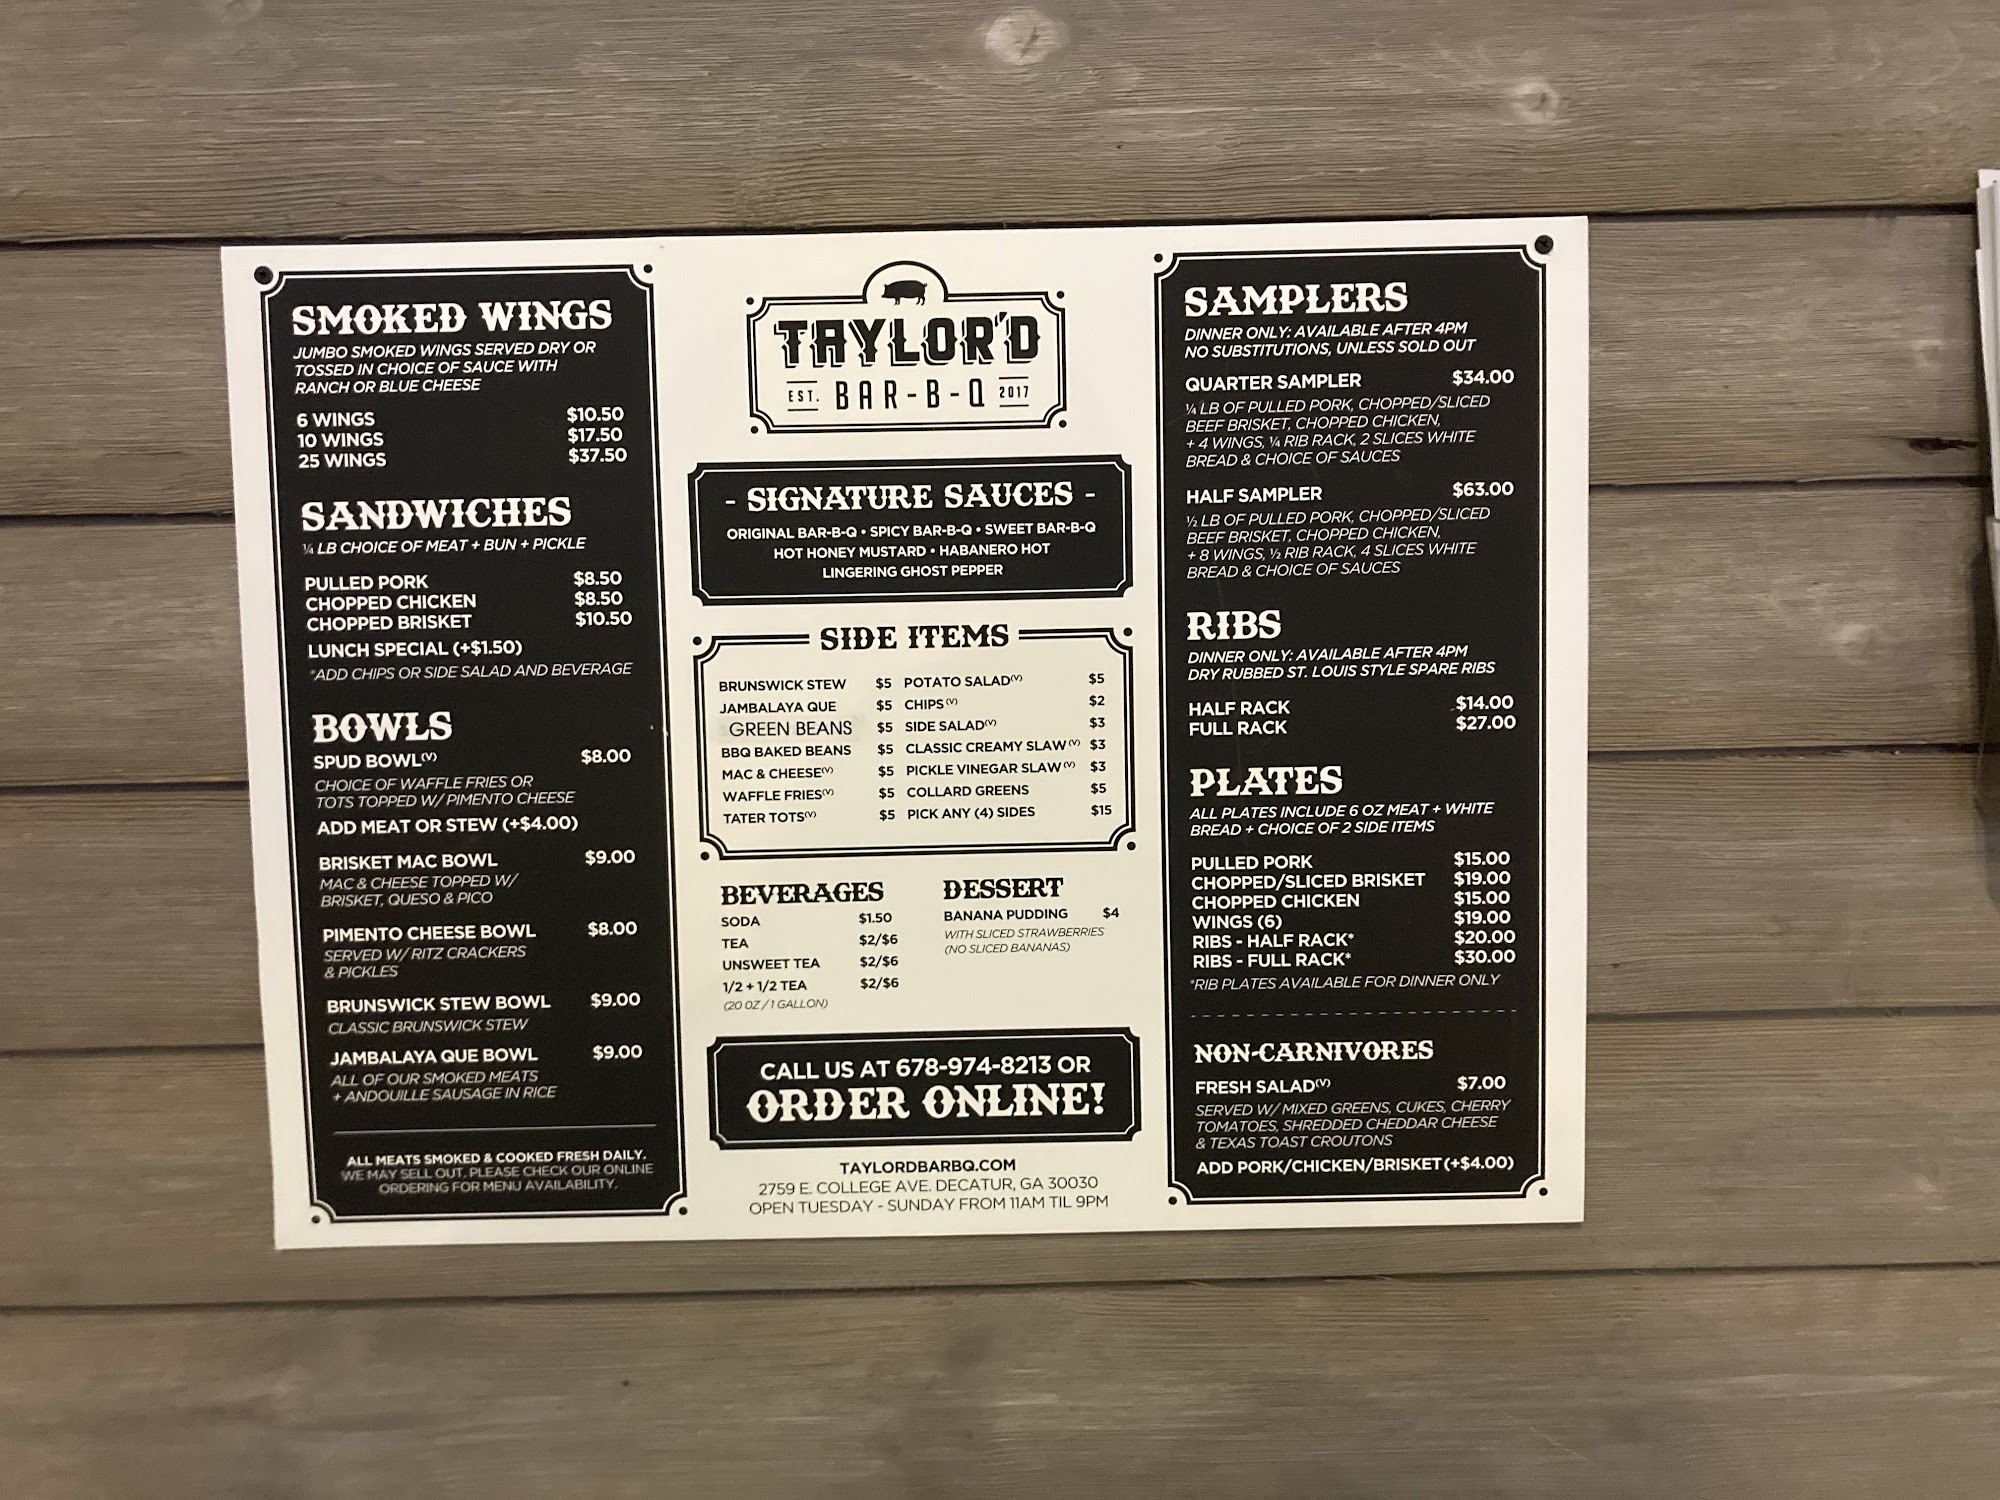 SMOKED WINGS
JUMBO SMOKED WINGS SERVED DRY OR
TOSSED IN CHOICE OF SAUCE WITH
RANCH OR BLUE CHEESE
6 WINGS $10.50
10 WINGS $17.50
25 WINGS $37.50
SANDWICHES
¼ LB CHOICE OF MEAT + BUN + PICKLE
PULLED PORK $8.50
CHOPPED CHICKEN $8.50
CHOPPED BRISKET $10.50
LUNCH SPECIAL (+$1.50)
*ADD CHIPS OR SIDE SALAD AND BEVERAGE
BOWLS
SPUD BOWL(V) $8.00
CHOICE OF WAFFLE FRIES OR
TOTS TOPPED W/ PIMENTO CHEESE
ADD MEAT OR STEW (+$4.00)
BRISKET MAC BOWL $9.00
MAC & CHEESE TOPPED W/
BRISKET, QUESO & PICO
PIMENTO CHEESE BOWL $8.00
SERVED W/ RITZ CRACKERS
& PICKLES
BRUNSWICK STEW BOWL $9.00
CLASSIC BRUNSWICK STEW
JAMBALAYA QUE BOWL $9.00
ALL OF OUR SMOKED MEATS
+ ANDOUILLE SAUSAGE IN RICE
ALL MEATS SMOKED & COOKED FRESH DAILY.
WE MAY SELL OUT. PLEASE CHECK OUR ONLINE
ORDERING FOR MENU AVAILABILITY.
TAYLOR'D
EST. BAR-B-Q 2017
- SIGNATURE SAUCES -
ORIGINAL BAR-B-Q • SPICY BAR-B-Q • SWEET BAR-B-Q
HOT HONEY MUSTARD • HABANERO HOT
LINGERING GHOST PEPPER
SIDE ITEMS
BRUNSWICK STEW $5 POTATO SALAD(V) $5
JAMBALAYA QUE $5 CHIPS(V) $2
GREEN BEANS $5 SIDE SALAD(V) $3
BBQ BAKED BEANS $5 CLASSIC CREAMY SLAW(V) $3
MAC & CHEESE(V) $5 PICKLE VINEGAR SLAW(V) $3
WAFFLE FRIES(V) $5 COLLARD GREENS $5
TATER TOTS(V) $5 PICK ANY (4) SIDES $15
BEVERAGES
SODA $1.50
TEA $2/$6
UNSWEET TEA $2/$6
1/2 + 1/2 TEA $2/$6
(20 OZ / 1 GALLON)
DESSERT
BANANA PUDDING $4
WITH SLICED STRAWBERRIES
(NO SLICED BANANAS)
CALL US AT 678-974-8213 OR
ORDER ONLINE!
TAYLORDBARBQ.COM
2759 E. COLLEGE AVE. DECATUR, GA 30030
OPEN TUESDAY - SUNDAY FROM 11AM TIL 9PM
SAMPLERS
DINNER ONLY: AVAILABLE AFTER 4PM
NO SUBSTITUTIONS, UNLESS SOLD OUT
QUARTER SAMPLER $34.00
¼ LB OF PULLED PORK, CHOPPED/SLICED
BEEF BRISKET, CHOPPED CHICKEN,
+ 4 WINGS, ¼ RIB RACK, 2 SLICES WHITE
BREAD & CHOICE OF SAUCES
HALF SAMPLER $63.00
½ LB OF PULLED PORK, CHOPPED/SLICED
BEEF BRISKET, CHOPPED CHICKEN,
+ 8 WINGS, ½ RIB RACK, 4 SLICES WHITE
BREAD & CHOICE OF SAUCES
RIBS
DINNER ONLY: AVAILABLE AFTER 4PM
DRY RUBBED ST. LOUIS STYLE SPARE RIBS
HALF RACK $14.00
FULL RACK $27.00
PLATES
ALL PLATES INCLUDE 6 OZ MEAT + WHITE
BREAD + CHOICE OF 2 SIDE ITEMS
PULLED PORK $15.00
CHOPPED/SLICED BRISKET $19.00
CHOPPED CHICKEN $15.00
WINGS (6) $19.00
RIBS - HALF RACK* $20.00
RIBS - FULL RACK* $30.00
*RIB PLATES AVAILABLE FOR DINNER ONLY
NON-CARNIVORES
FRESH SALAD(V) $7.00
SERVED W/ MIXED GREENS, CUKES, CHERRY
TOMATOES, SHREDDED CHEDDAR CHEESE
& TEXAS TOAST CROUTONS
ADD PORK/CHICKEN/BRISKET (+$4.00)